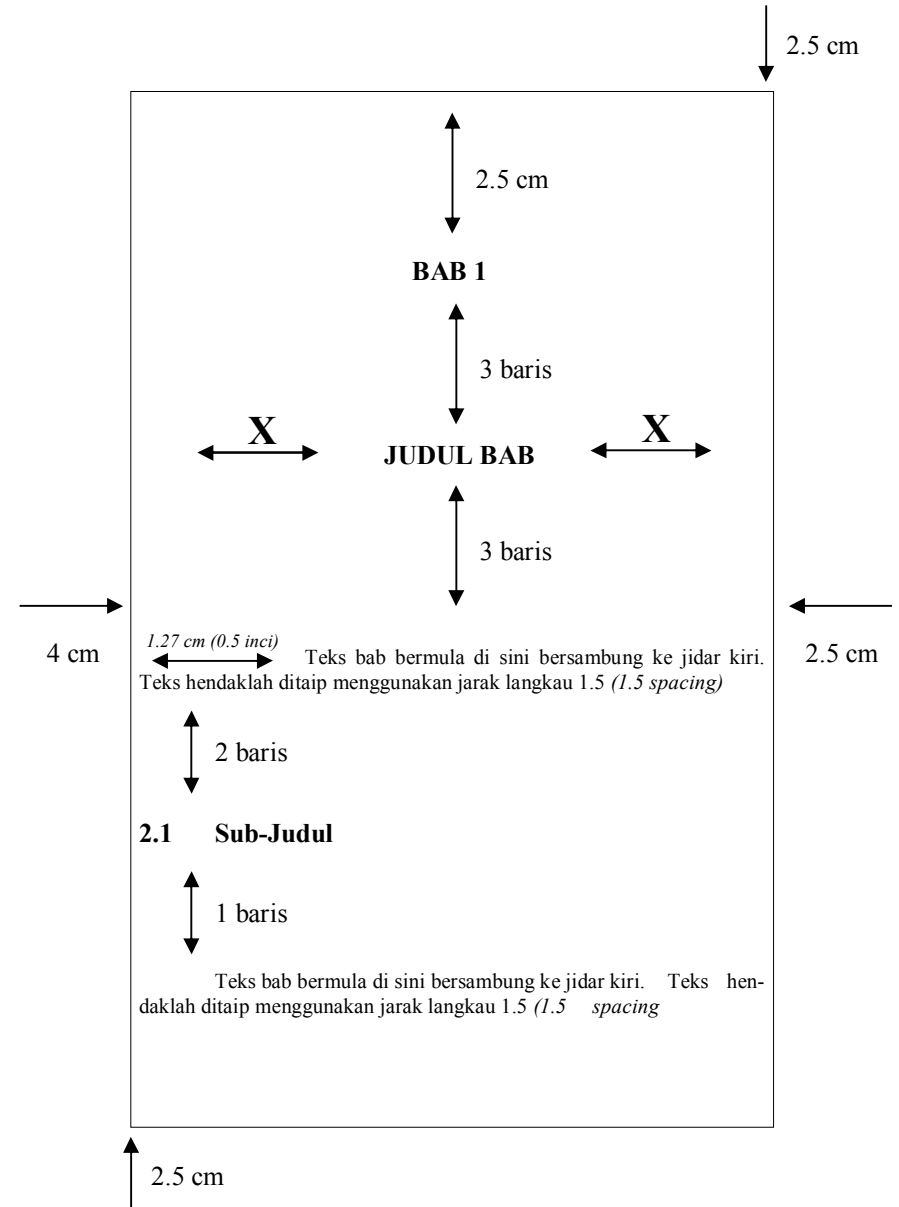 2.5 cm
2.5 cm
BAB 1
3 baris
X
X
JUDUL BAB
3 baris
4 cm
2.5 cm
1.27 cm (0.5 inci)
Teks bab bermula di sini bersambung ke jidar kiri.
Teks hendaklah ditaip menggunakan jarak langkau 1.5 (1.5 spacing)
2 baris
2.1 Sub-Judul
1 baris
Teks bab bermula di sini bersambung ke jidar kiri. Teks hen-
daklah ditaip menggunakan jarak langkau 1.5 (1.5 spacing
2.5 cm